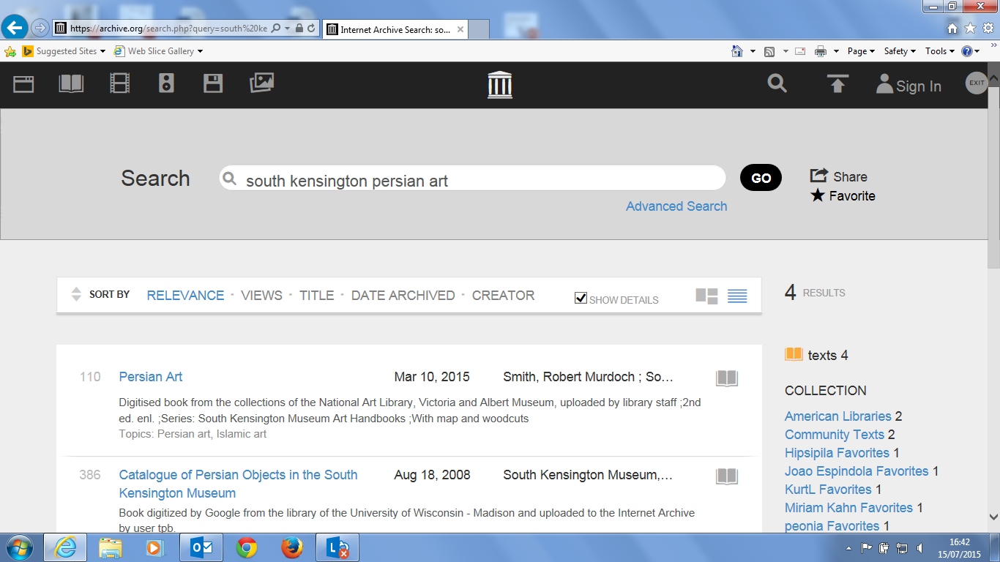 https://archive.org/search.php?query=south%20ke
Internet Archive Search: so...
Suggested Sites
Web Slice Gallery
Page
Safety
Tools
Sign In
EXIT
Search
south kensington persian art
GO
Share
Favorite
Advanced Search
SORT BY RELEVANCE · VIEWS · TITLE · DATE ARCHIVED · CREATOR SHOW DETAILS
4 RESULTS
110 Persian Art Mar 10, 2015 Smith, Robert Murdoch ; So...
Digitised book from the collections of the National Art Library, Victoria and Albert Museum, uploaded by library staff ;2nd
ed. enl. ;Series: South Kensington Museum Art Handbooks ;With map and woodcuts
Topics: Persian art, Islamic art
386 Catalogue of Persian Objects in the South Aug 18, 2008 South Kensington Museum,...
Kensington Museum
Book digitized by Google from the library of the University of Wisconsin - Madison and uploaded to the Internet Archive
by user tpb.
texts 4
COLLECTION
American Libraries 2
Community Texts 2
Hipsipila Favorites 1
Joao Espindola Favorites 1
KurtL Favorites 1
Miriam Kahn Favorites 1
peonia Favorites 1
16:42
15/07/2015